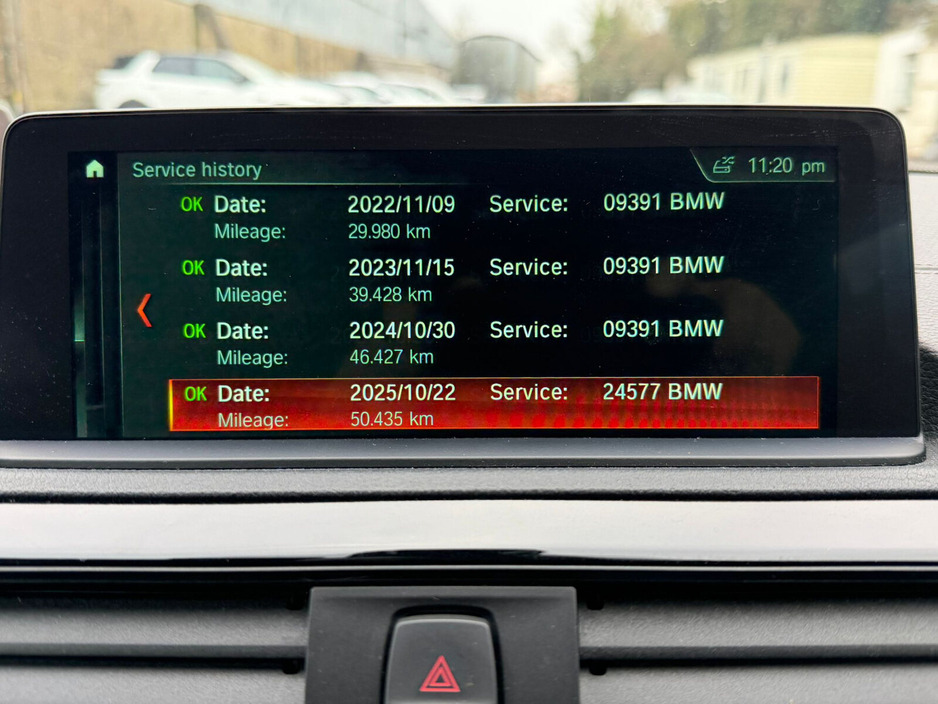 Service history 11:20 pm
OK Date: 2022/11/09 Service: 09391 BMW
Mileage: 29.980 km
OK Date: 2023/11/15 Service: 09391 BMW
Mileage: 39.428 km
OK Date: 2024/10/30 Service: 09391 BMW
Mileage: 46.427 km
OK Date: 2025/10/22 Service: 24577 BMW
Mileage: 50.435 km